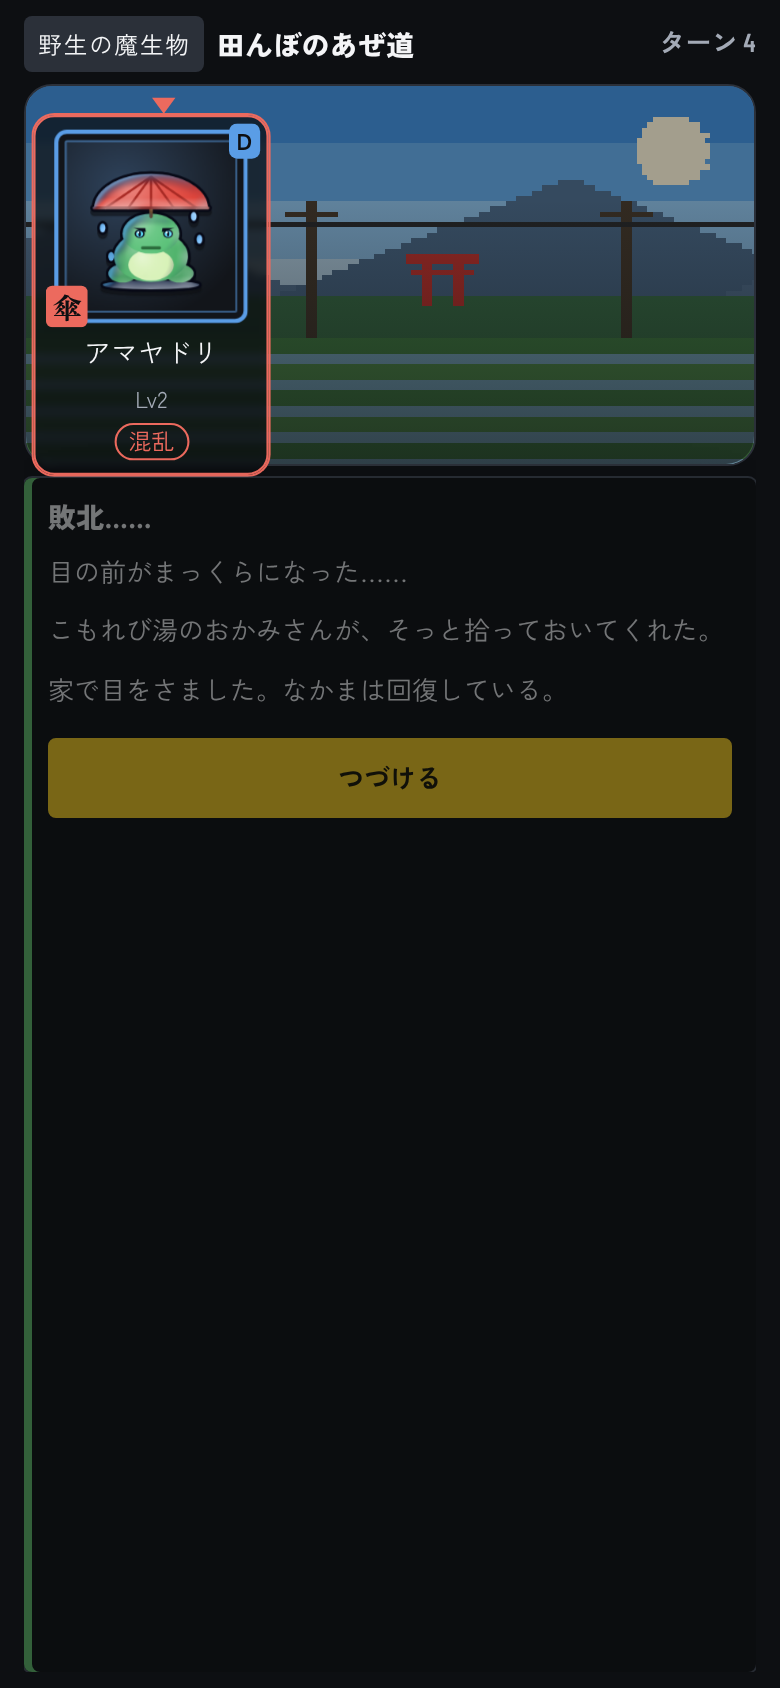 野生の魔生物 田んぼのあぜ道 ターン 4
D
傘
アマヤドリ
Lv2
混乱
敗北……
目の前がまっくらになった……
こもれび湯のおかみさんが、そっと拾っておいてくれた。
家で目をさました。なかまは回復している。
つづける